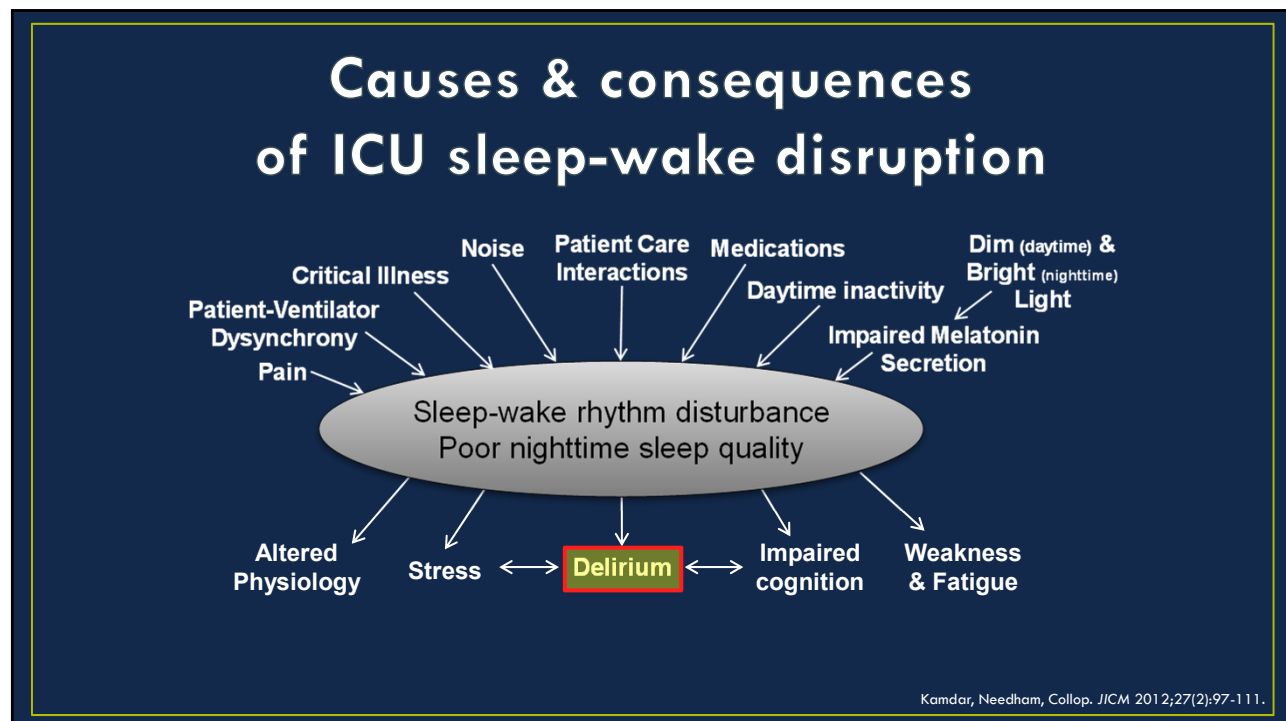 Causes & consequences
of ICU sleep-wake disruption
Noise
Patient Care
Interactions
Medications
Dim (daytime) &
Bright (nighttime)
Light
Critical Illness
Daytime inactivity
Patient-Ventilator
Dysynchrony
Impaired Melatonin
Secretion
Pain
Sleep-wake rhythm disturbance
Poor nighttime sleep quality
Altered
Physiology
Stress
Delirium
Impaired
cognition
Weakness
& Fatigue
Kamdar, Needham, Collop. JICM 2012;27(2):97-111.